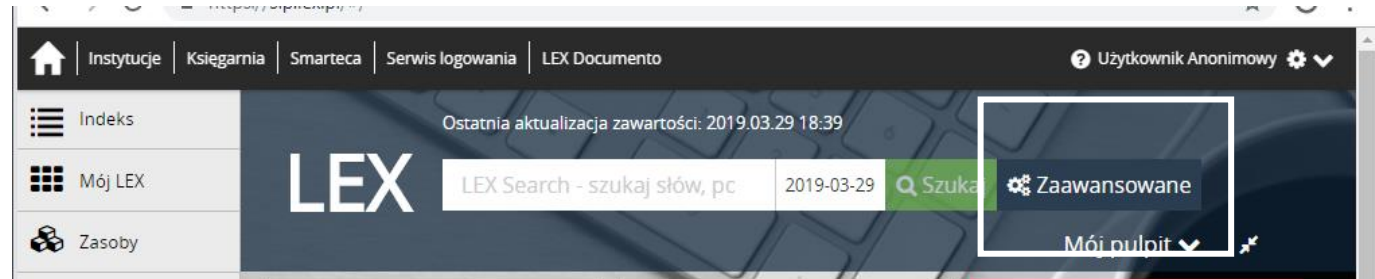 Instytucje Księgarnia Smarteca Serwis logowania LEX Documento Użytkownik Anonimowy
Indeks
Ostatnia aktualizacja zawartości: 2019.03.29 18:39
Mój LEX
LEX
LEX Search - szukaj słów, pc 2019-03-29 Szukaj Zaawansowane
Zasoby
Mój pulpit